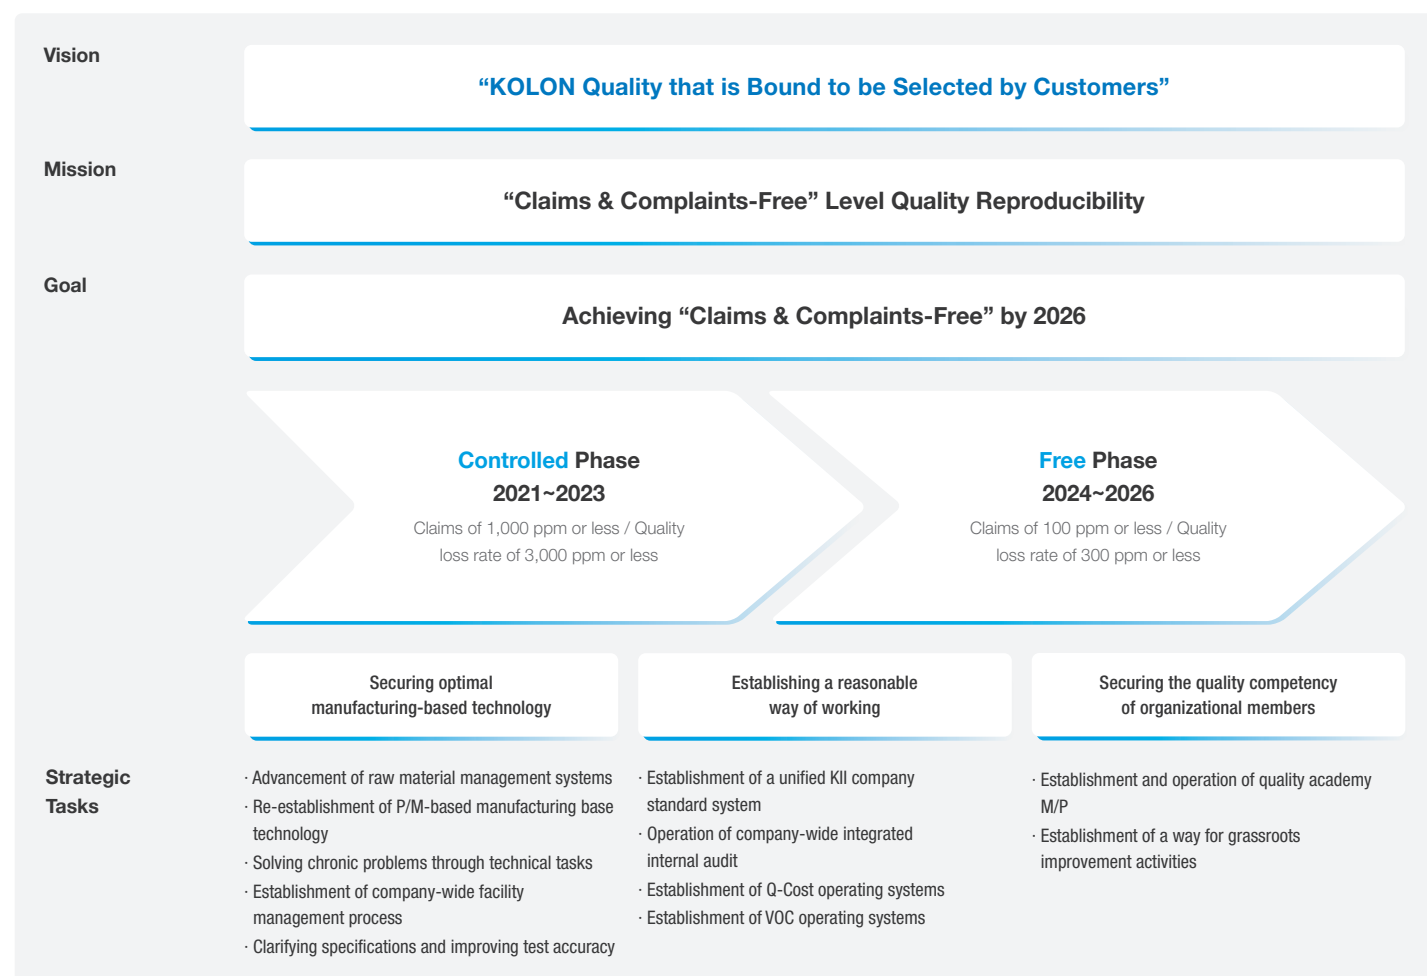 Vision
“KOLON Quality that is Bound to be Selected by Customers”
Mission
“Claims & Complaints-Free” Level Quality Reproducibility
Goal
Achieving “Claims & Complaints-Free” by 2026
Controlled Phase
2021~2023
Claims of 1,000 ppm or less / Quality
loss rate of 3,000 ppm or less
Free Phase
2024~2026
Claims of 100 ppm or less / Quality
loss rate of 300 ppm or less
Strategic
Tasks
Securing optimal
manufacturing-based technology
· Advancement of raw material management systems
· Re-establishment of P/M-based manufacturing base
technology
· Solving chronic problems through technical tasks
· Establishment of company-wide facility
management process
· Clarifying specifications and improving test accuracy
Establishing a reasonable
way of working
· Establishment of a unified KII company
standard system
· Operation of company-wide integrated
internal audit
· Establishment of Q-Cost operating systems
· Establishment of VOC operating systems
Securing the quality competency
of organizational members
· Establishment and operation of quality academy
M/P
· Establishment of a way for grassroots
improvement activities